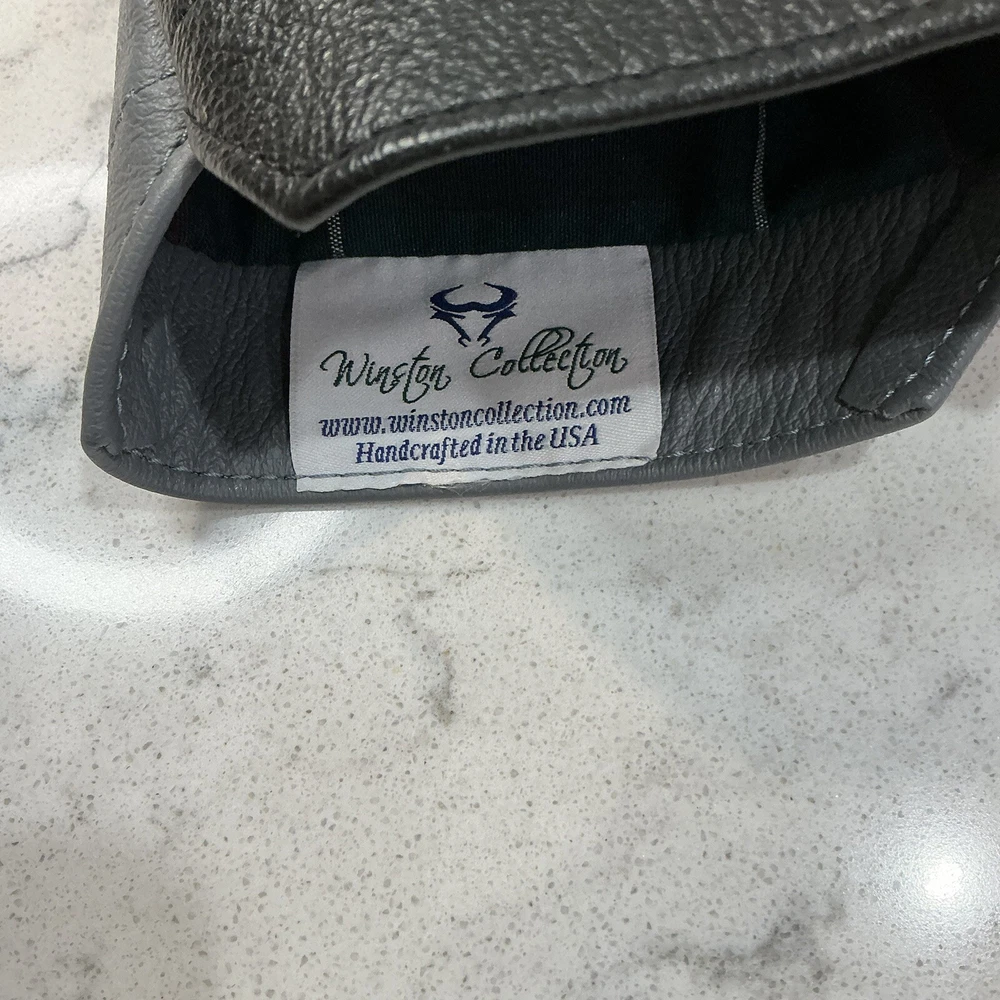 Winston Collection
www.winstoncollection.com
Handcrafted in the USA